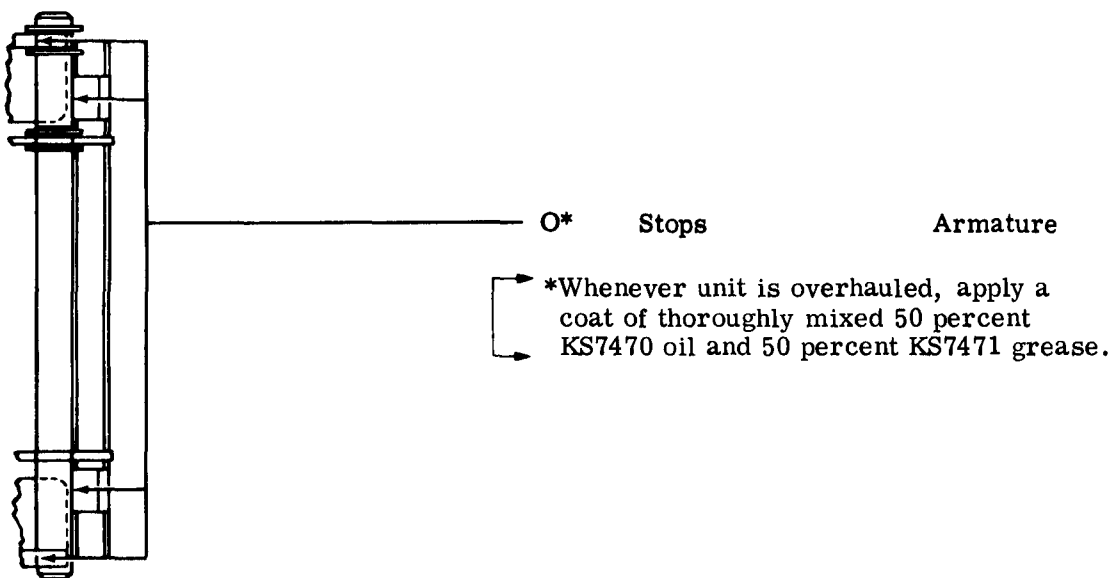 O* Stops Armature
*Whenever unit is overhauled, apply a
coat of thoroughly mixed 50 percent
KS7470 oil and 50 percent KS7471 grease.